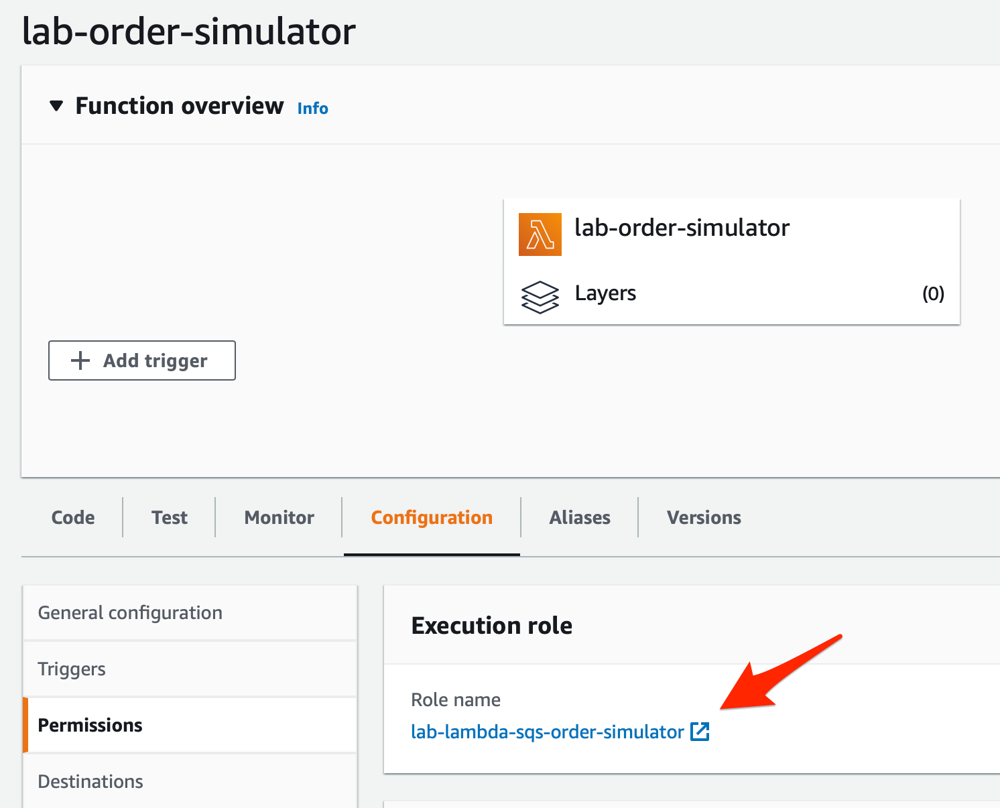 lab-order-simulator
Function overview Info
lab-order-simulator
Layers (0)
Add trigger
Code Test Monitor Configuration Aliases Versions
General configuration
Triggers
Permissions
Destinations
Execution role
Role name
lab-lambda-sqs-order-simulator